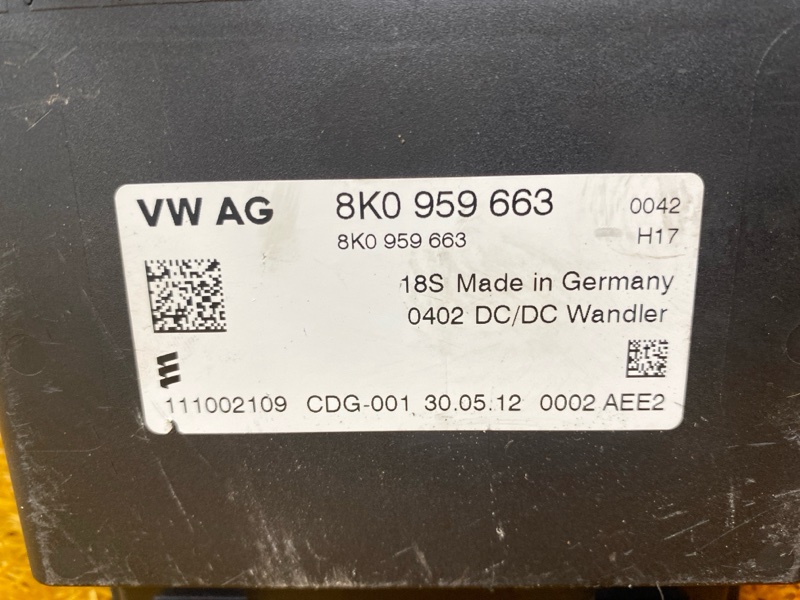 VW AG 8K0 959 663 0042
8K0 959 663 H17
18S Made in Germany
0402 DC/DC Wandler
111002109 CDG-001 30.05.12 0002 AEE2